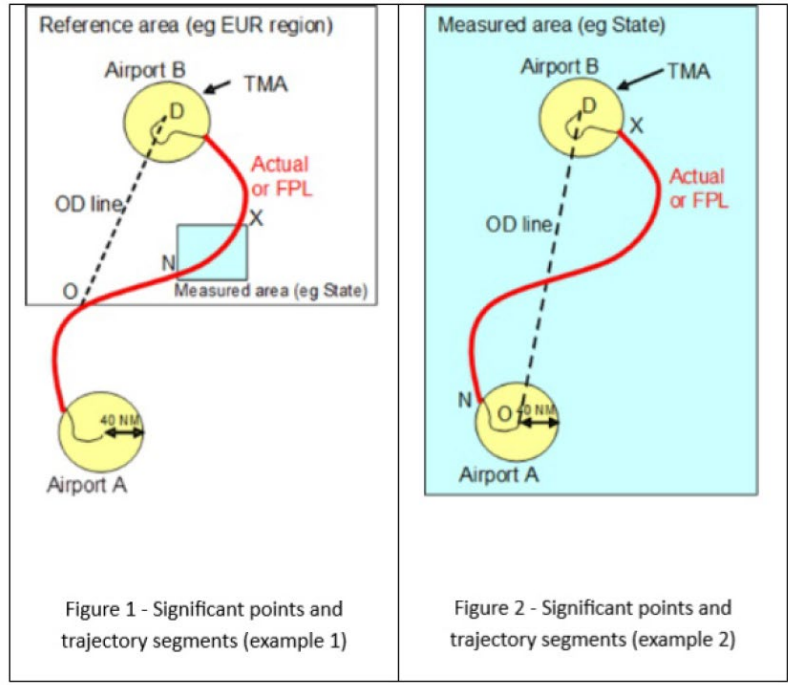 Reference area (eg EUR region)
Airport B
TMA
D
Actual
or FPL
OD line
X
N
O
Measured area (eg State)
40 NM
Airport A
Figure 1 - Significant points and
trajectory segments (example 1)
Measured area (eg State)
Airport B
TMA
D
X
Actual
or FPL
OD line
N
O
40 NM
Airport A
Figure 2 - Significant points and
trajectory segments (example 2)